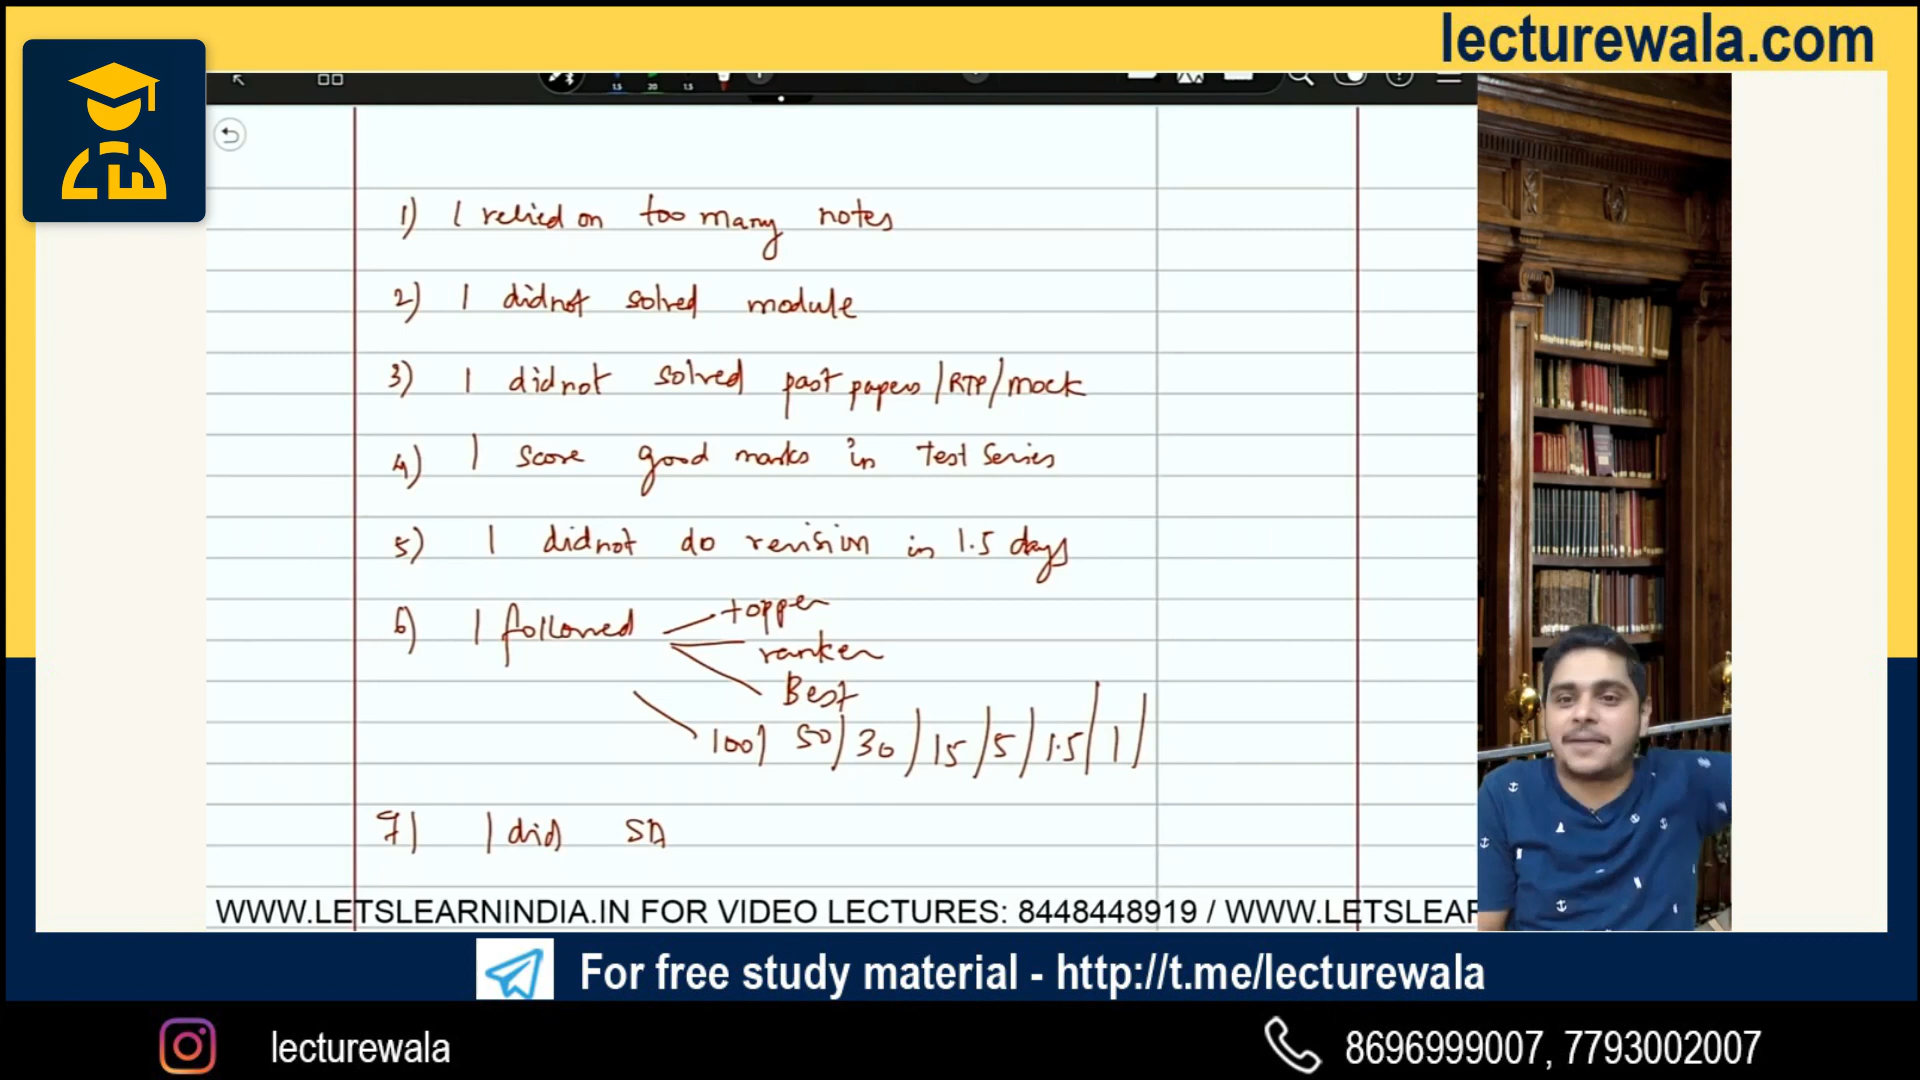 lecturewala.com
1) I relied on too many notes
2) I didnot solved module
3) I didnot solved past papers/RTP/mock
4) I score good marks in test series
5) I didnot do revision in 1.5 days
6) I followed topper
ranker
Best
100) 50/30/15/5/1.5/1/
7) I did
WWW.LETSLEARNINDIA.IN FOR VIDEO LECTURES: 8448448919 / WWW.LETSLEAR
For free study material - http://t.me/lecturewala
lecturewala
8696999007, 7793002007